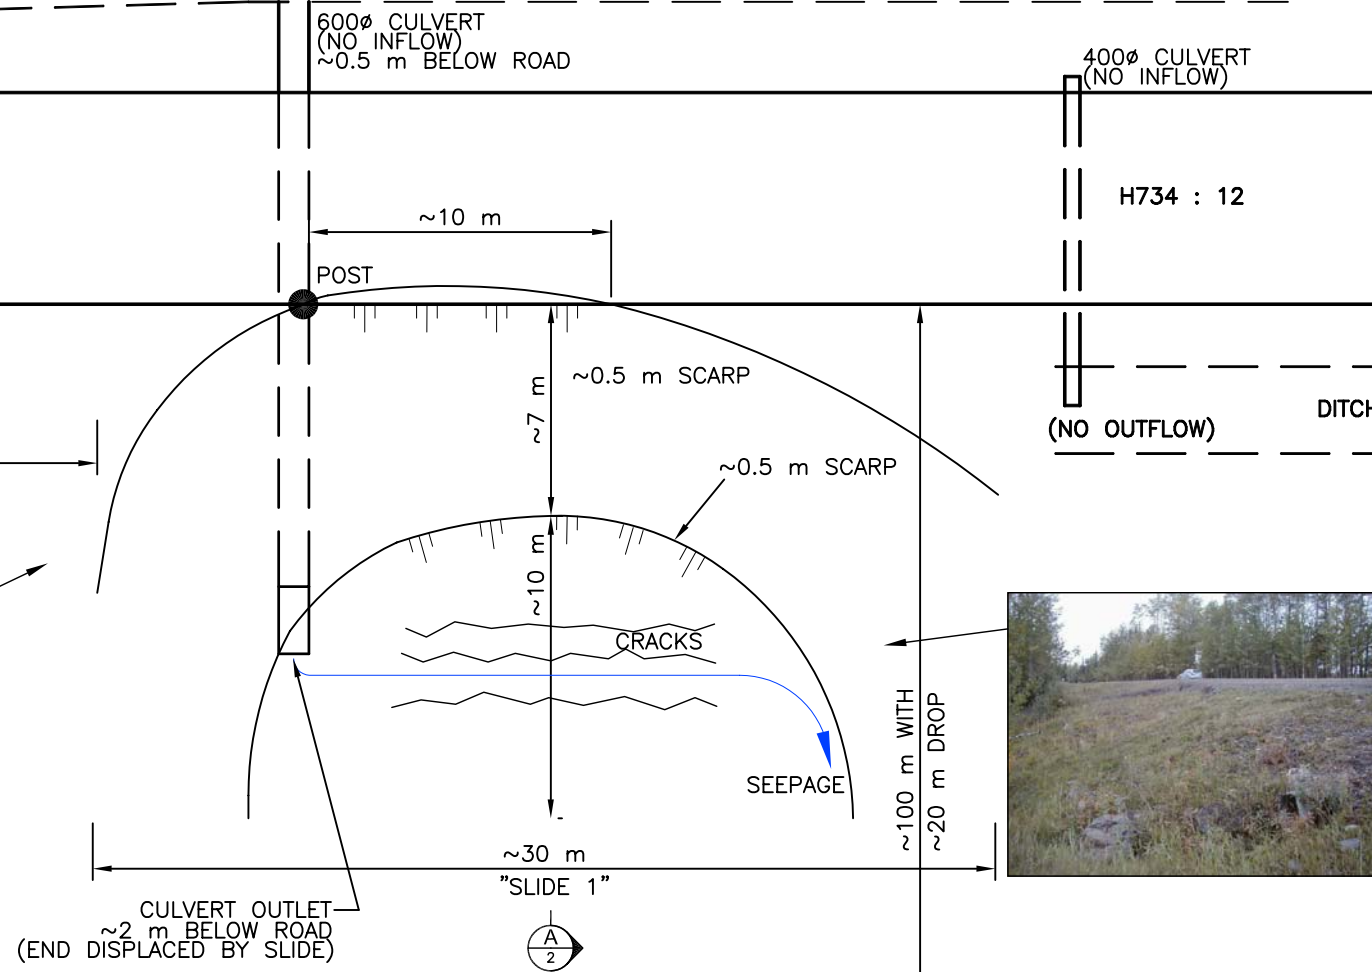 600ø CULVERT
(NO INFLOW)
~0.5 m BELOW ROAD
400ø CULVERT
(NO INFLOW)
H734 : 12
~10 m
POST
~0.5 m SCARP
~7 m
DITCH
(NO OUTFLOW)
~0.5 m SCARP
~10 m
CRACKS
SEEPAGE
~100 m WITH
~20 m DROP
~30 m
"SLIDE 1"
CULVERT OUTLET
~2 m BELOW ROAD
(END DISPLACED BY SLIDE)
A
2